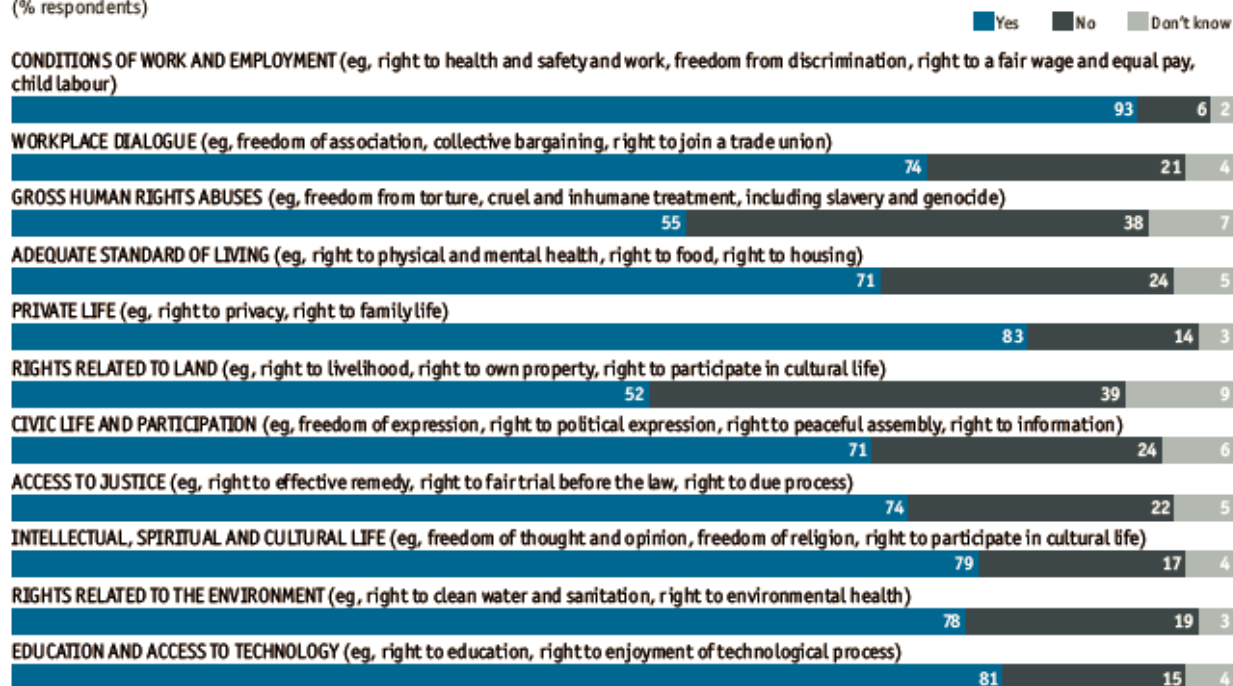 (% respondents)
Yes No Don't know
CONDITIONS OF WORK AND EMPLOYMENT (eg, right to health and safety and work, freedom from discrimination, right to a fair wage and equal pay,
child labour)
93 6 2
WORKPLACE DIALOGUE (eg, freedom of association, collective bargaining, right to join a trade union)
74 21 4
GROSS HUMAN RIGHTS ABUSES (eg, freedom from torture, cruel and inhumane treatment, including slavery and genocide)
55 38 7
ADEQUATE STANDARD OF LIVING (eg, right to physical and mental health, right to food, right to housing)
71 24 5
PRIVATE LIFE (eg, right to privacy, right to family life)
83 14 3
RIGHTS RELATED TO LAND (eg, right to livelihood, right to own property, right to participate in cultural life)
52 39 9
CIVIC LIFE AND PARTICIPATION (eg, freedom of expression, right to political expression, right to peaceful assembly, right to information)
71 24 6
ACCESS TO JUSTICE (eg, right to effective remedy, right to fair trial before the law, right to due process)
74 22 5
INTELLECTUAL, SPIRITUAL AND CULTURAL LIFE (eg, freedom of thought and opinion, freedom of religion, right to participate in cultural life)
79 17 4
RIGHTS RELATED TO THE ENVIRONMENT (eg, right to clean water and sanitation, right to environmental health)
78 19 3
EDUCATION AND ACCESS TO TECHNOLOGY (eg, right to education, right to enjoyment of technological process)
81 15 4